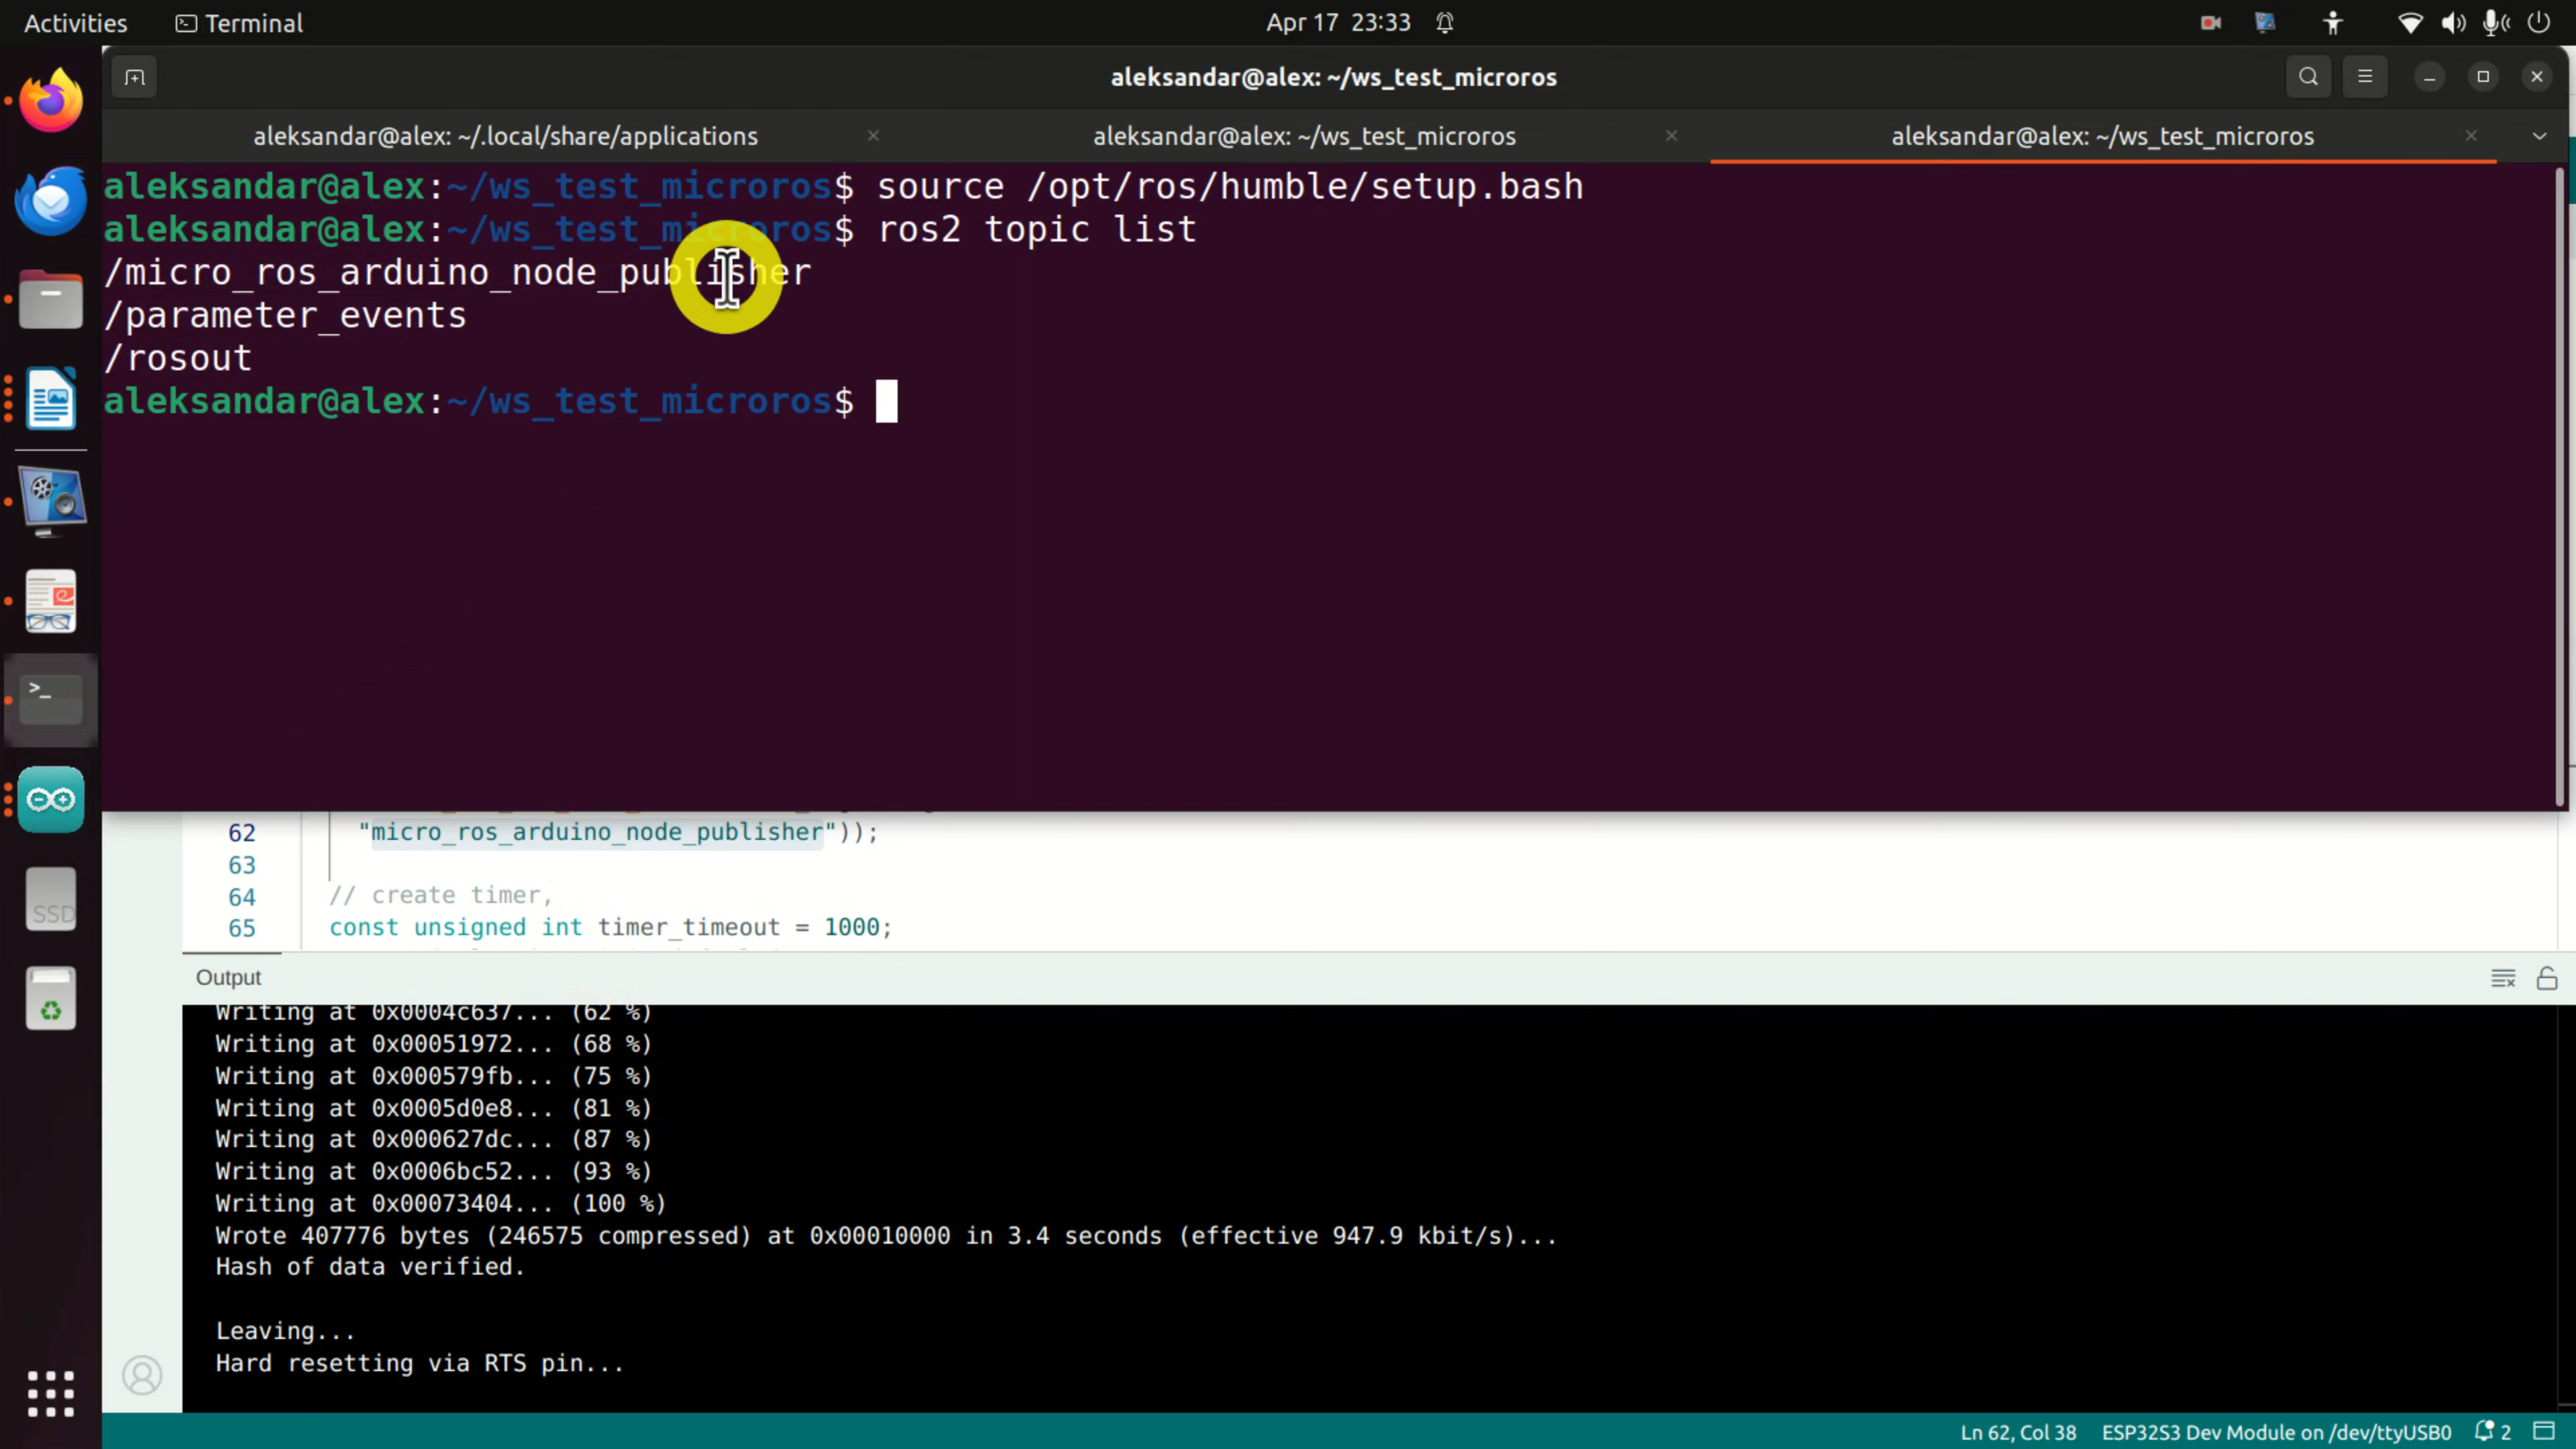 Activities
Terminal
Apr 17 23:33
aleksandar@alex: ~/ws_test_microros
aleksandar@alex: ~/.local/share/applications
aleksandar@alex: ~/ws_test_microros
aleksandar@alex: ~/ws_test_microros
aleksandar@alex:~/ws_test_microros$ source /opt/ros/humble/setup.bash
aleksandar@alex:~/ws_test_microros$ ros2 topic list
/micro_ros_arduino_node_publisher
/parameter_events
/rosout
aleksandar@alex:~/ws_test_microros$
62 "micro_ros_arduino_node_publisher"));
63
64 // create timer,
65 const unsigned int timer_timeout = 1000;
Output
Writing at 0x0004c637... (62 %)
Writing at 0x00051972... (68 %)
Writing at 0x000579fb... (75 %)
Writing at 0x0005d0e8... (81 %)
Writing at 0x000627dc... (87 %)
Writing at 0x0006bc52... (93 %)
Writing at 0x00073404... (100 %)
Wrote 407776 bytes (246575 compressed) at 0x00010000 in 3.4 seconds (effective 947.9 kbit/s)...
Hash of data verified.
Leaving...
Hard resetting via RTS pin...
SSD
Ln 62, Col 38 ESP32S3 Dev Module on /dev/ttyUSB0 2